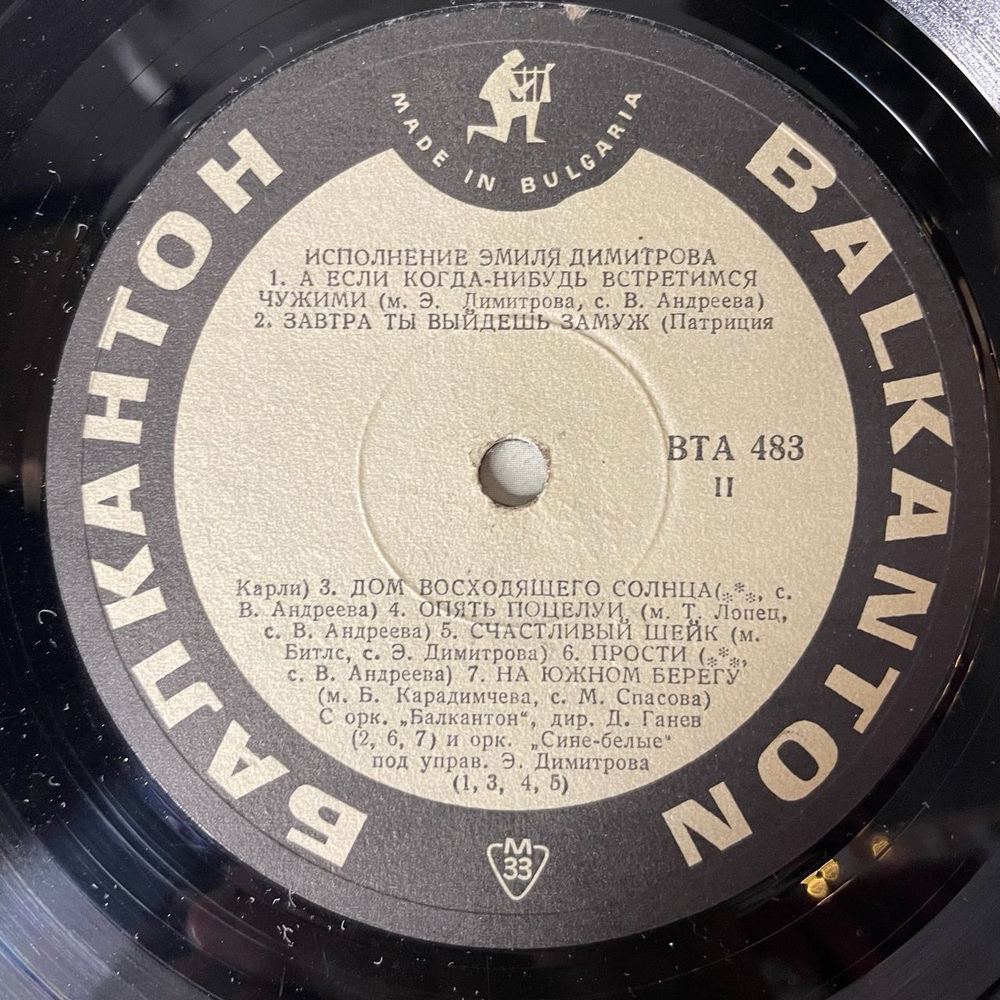 MADE IN BULGARIA
БАЛКАНТОН
BALKANTON
ИСПОЛНЕНИЕ ЭМИЛЯ ДИМИТРОВА
1. А ЕСЛИ КОГДА-НИБУДЬ ВСТРЕТИМСЯ
ЧУЖИМИ (м. Э. Димитрова, с. В. Андреева)
2. ЗАВТРА ТЫ ВЫЙДЕШЬ ЗАМУЖ (Патриция
ВТА 483
II
Карли) 3. ДОМ ВОСХОДЯЩЕГО СОЛНЦА(***, с.
В. Андреева) 4. ОПЯТЬ ПОЦЕЛУИ (м. Т. Лопец,
с. В. Андреева) 5. СЧАСТЛИВЫЙ ШЕЙК (м.
Битлс, с. Э. Димитрова) 6. ПРОСТИ (***,
с. В. Андреева) 7. НА ЮЖНОМ БЕРЕГУ
(м. Б. Карадимчева, с. М. Спасова)
С орк. „Балкантон“, дир. Д. Ганев
(2, 6, 7) и орк. „Сине-белые“
под управ. Э. Димитрова
(1, 3, 4, 5)
М
33